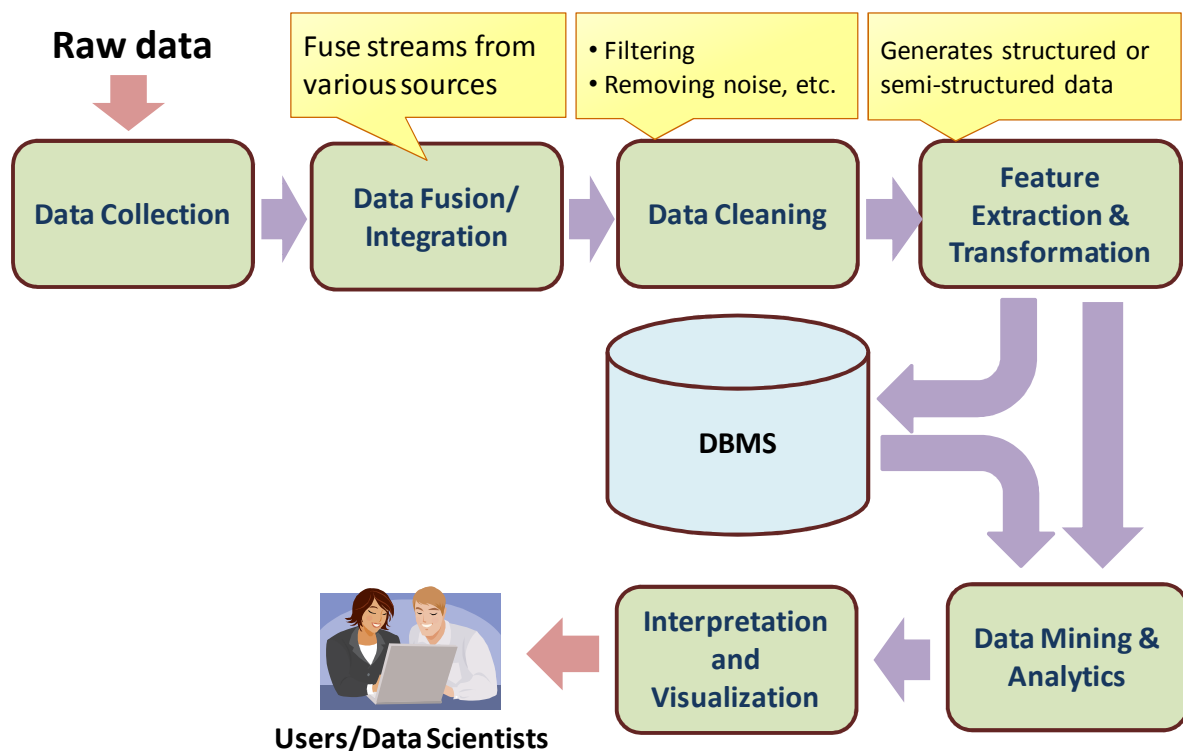 Raw data
Fuse streams from
various sources
• Filtering
• Removing noise, etc.
Generates structured or
semi-structured data
Data Collection
Data Fusion/
Integration
Data Cleaning
Feature
Extraction &
Transformation
DBMS
Data Mining &
Analytics
Interpretation
and
Visualization
Users/Data Scientists